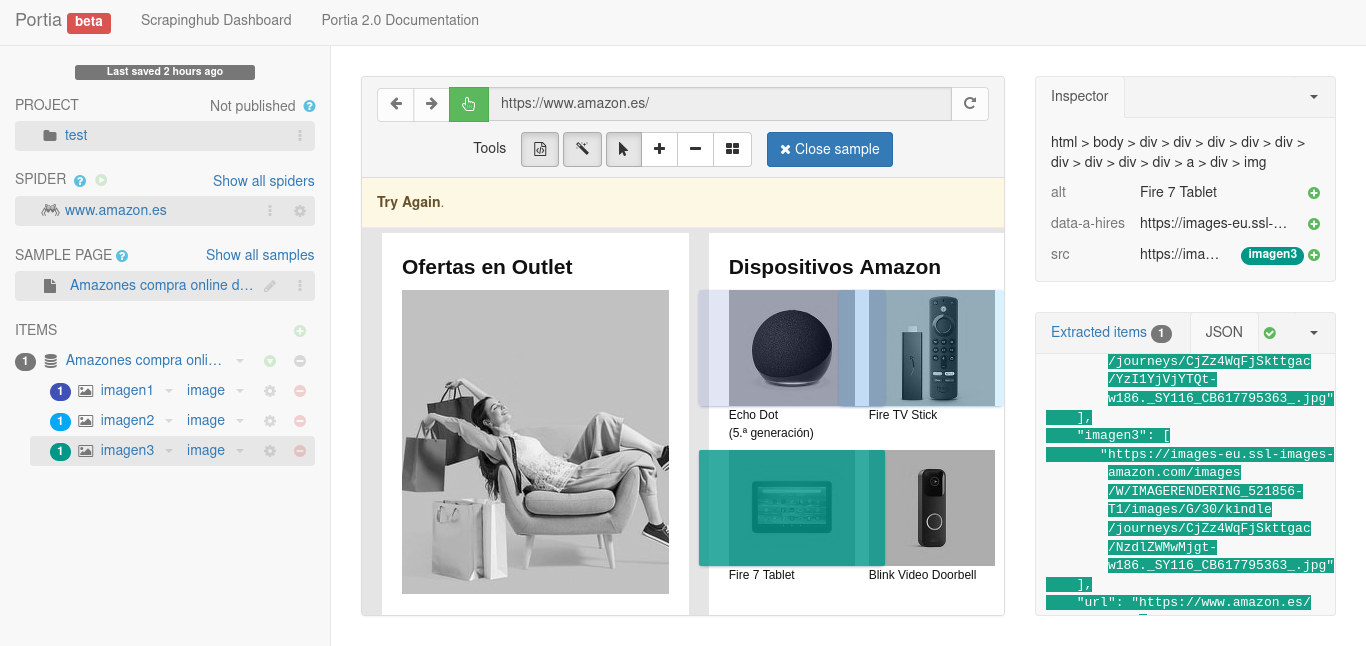 Portia beta Scrapinghub Dashboard Portia 2.0 Documentation
Last saved 2 hours ago
PROJECT Not published
test
SPIDER Show all spiders
www.amazon.es
SAMPLE PAGE Show all samples
Amazones compra online d…
ITEMS
1 Amazones compra onli…
1 imagen1 image
1 imagen2 image
1 imagen3 image
https://www.amazon.es/
Tools Close sample
Try Again.
Ofertas en Outlet
Dispositivos Amazon
Echo Dot
(5.ª generación)
Fire TV Stick
Fire 7 Tablet
Blink Video Doorbell
Inspector
html > body > div > div > div > div > div >
div > div > div > div > a > div > img
alt Fire 7 Tablet
data-a-hires https://images-eu.ssl-…
src https://ima… imagen3
Extracted items 1 JSON
/journeys/CjZz4WqFjSkttgac
/YzI1YjVjYTQt-
w186._SY116_CB617795363_.jpg"
],
"imagen3": [
"https://images-eu.ssl-images-
amazon.com/images
/W/IMAGERENDERING_521856-
T1/images/G/30/kindle
/journeys/CjZz4WqFjSkttgac
/NzdlZWMwMjgt-
w186._SY116_CB617795363_.jpg"
],
"url": "https://www.amazon.es/